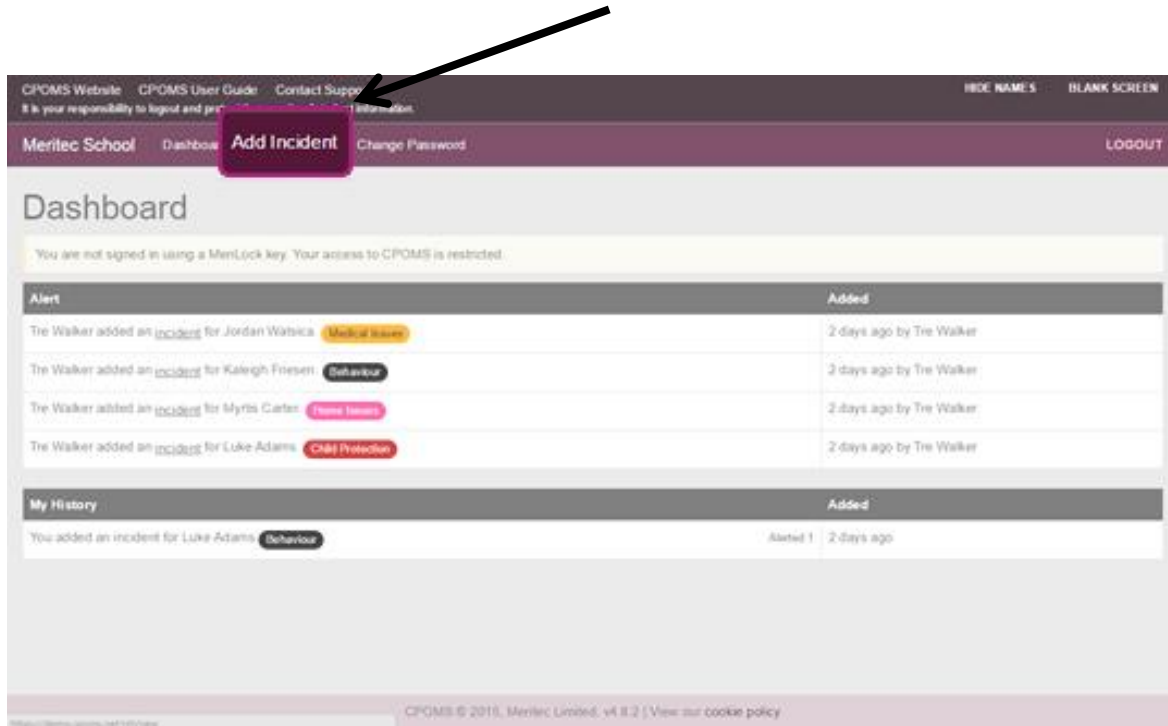 CPOMS Website CPOMS User Guide Contact HIDE NAMES BLANK SCREEN
It is your responsibility to logout and information.
Meritec School Add Incident Change Password LOGOUT
Dashboard
You are not signed in using a MeriLock key. Your access to CPOMS is restricted.
Alert Added
Tre Walker added an incident for Jordan Watsica Medical Issues 2 days ago by Tre Walker
Tre Walker added an incident for Kaleigh Friesen Behaviour 2 days ago by Tre Walker
Tre Walker added an incident for Myrtis Carter Home Issues 2 days ago by Tre Walker
Tre Walker added an incident for Luke Adams Child Protection 2 days ago by Tre Walker
My History Added
You added an incident for Luke Adams Behaviour Alerted 1 2 days ago
CPOMS © 2015, Meritec Limited, v4.8.2 | View our cookie policy